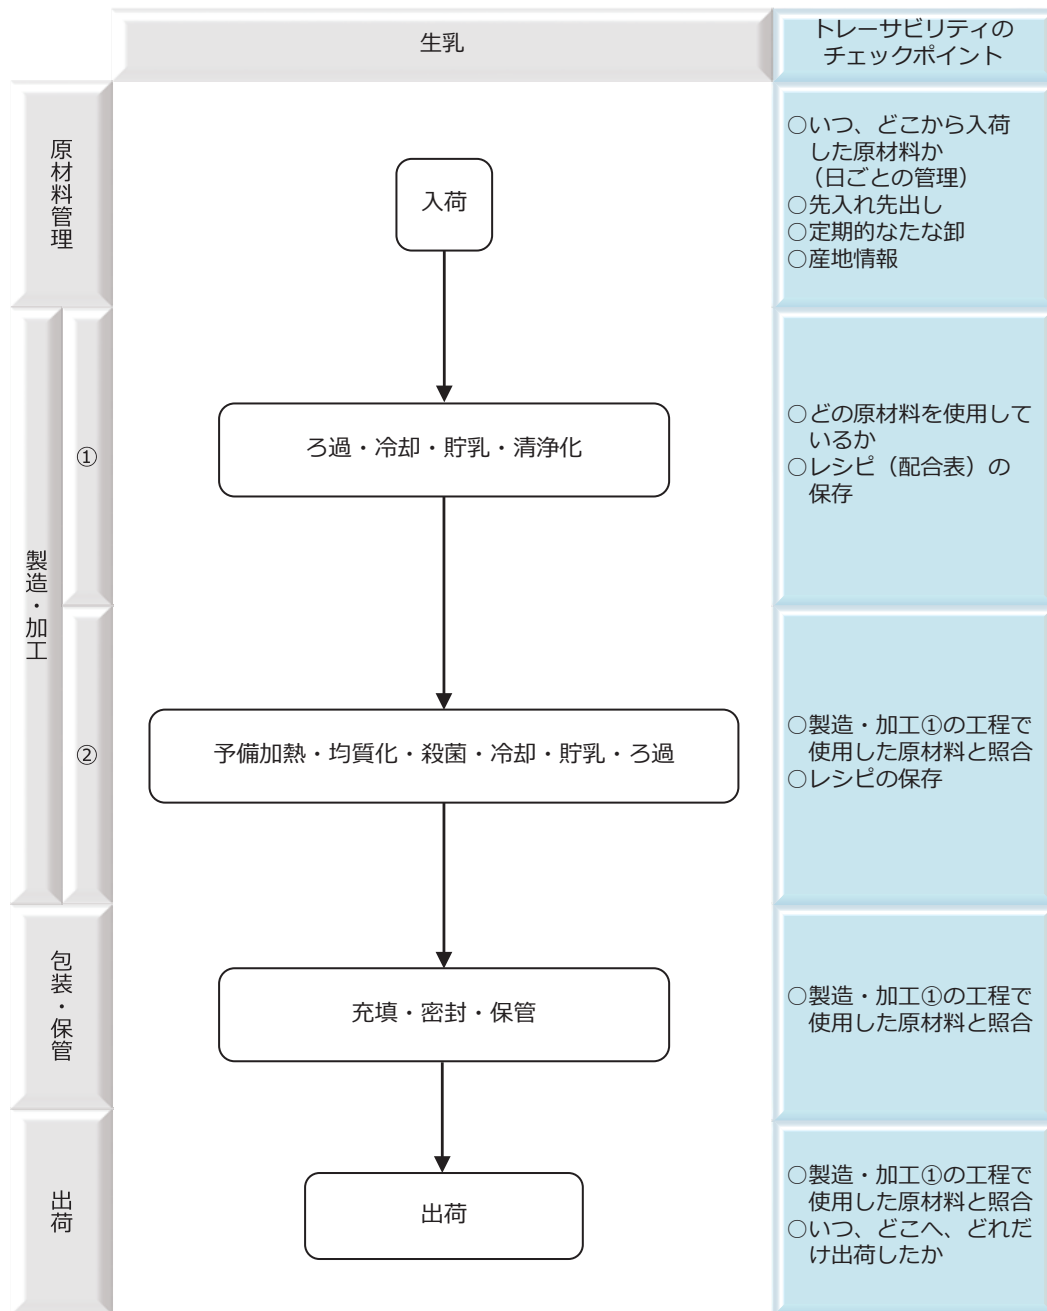 生乳
トレーサビリティの
チェックポイント
原材料管理
入荷
○いつ、どこから入荷
した原材料か
(日ごとの管理)
○先入れ先出し
○定期的なたな卸
○産地情報
製造・加工
①
ろ過・冷却・貯乳・清浄化
○どの原材料を使用して
いるか
○レシピ(配合表)の
保存
②
予備加熱・均質化・殺菌・冷却・貯乳・ろ過
○製造・加工①の工程で
使用した原材料と照合
○レシピの保存
包装・保管
充填・密封・保管
○製造・加工①の工程で
使用した原材料と照合
出荷
出荷
○製造・加工①の工程で
使用した原材料と照合
○いつ、どこへ、どれだ
け出荷したか